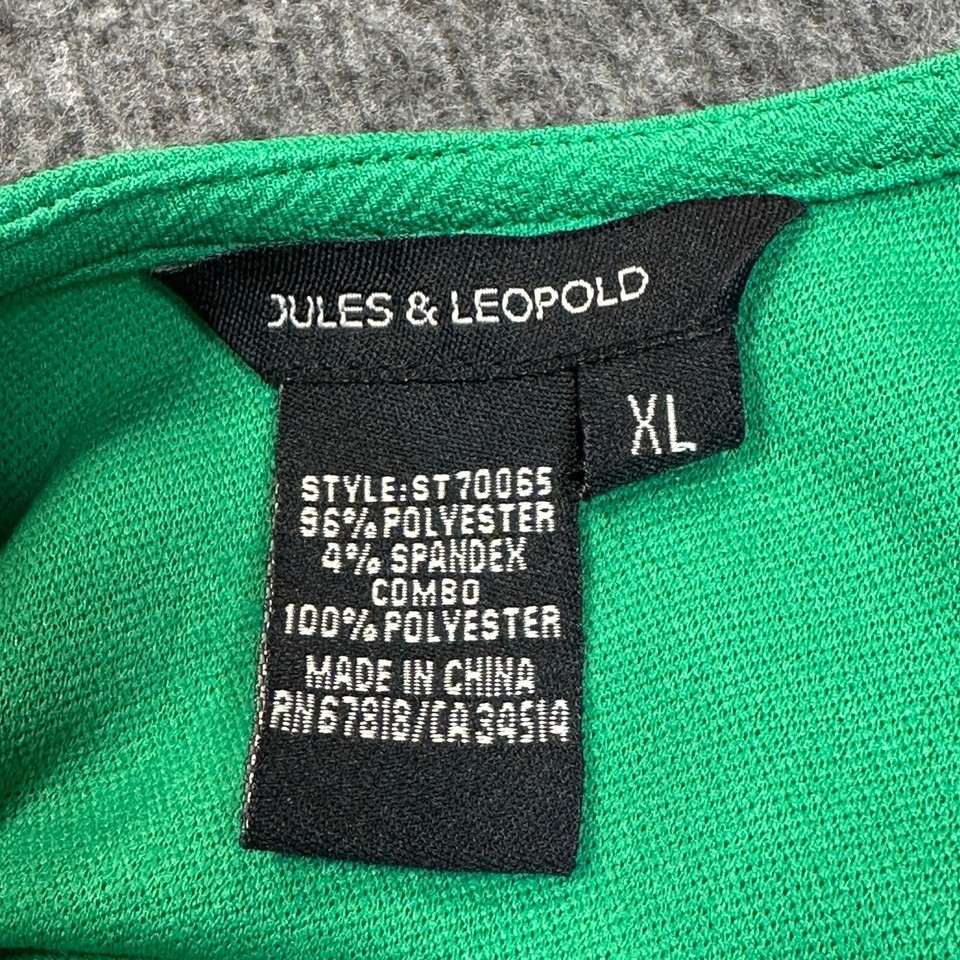 JULES & LEOPOLD
XL
STYLE:ST70065
96% POLYESTER
4% SPANDEX
COMBO
100% POLYESTER
MADE IN CHINA
RN67818/CA34514